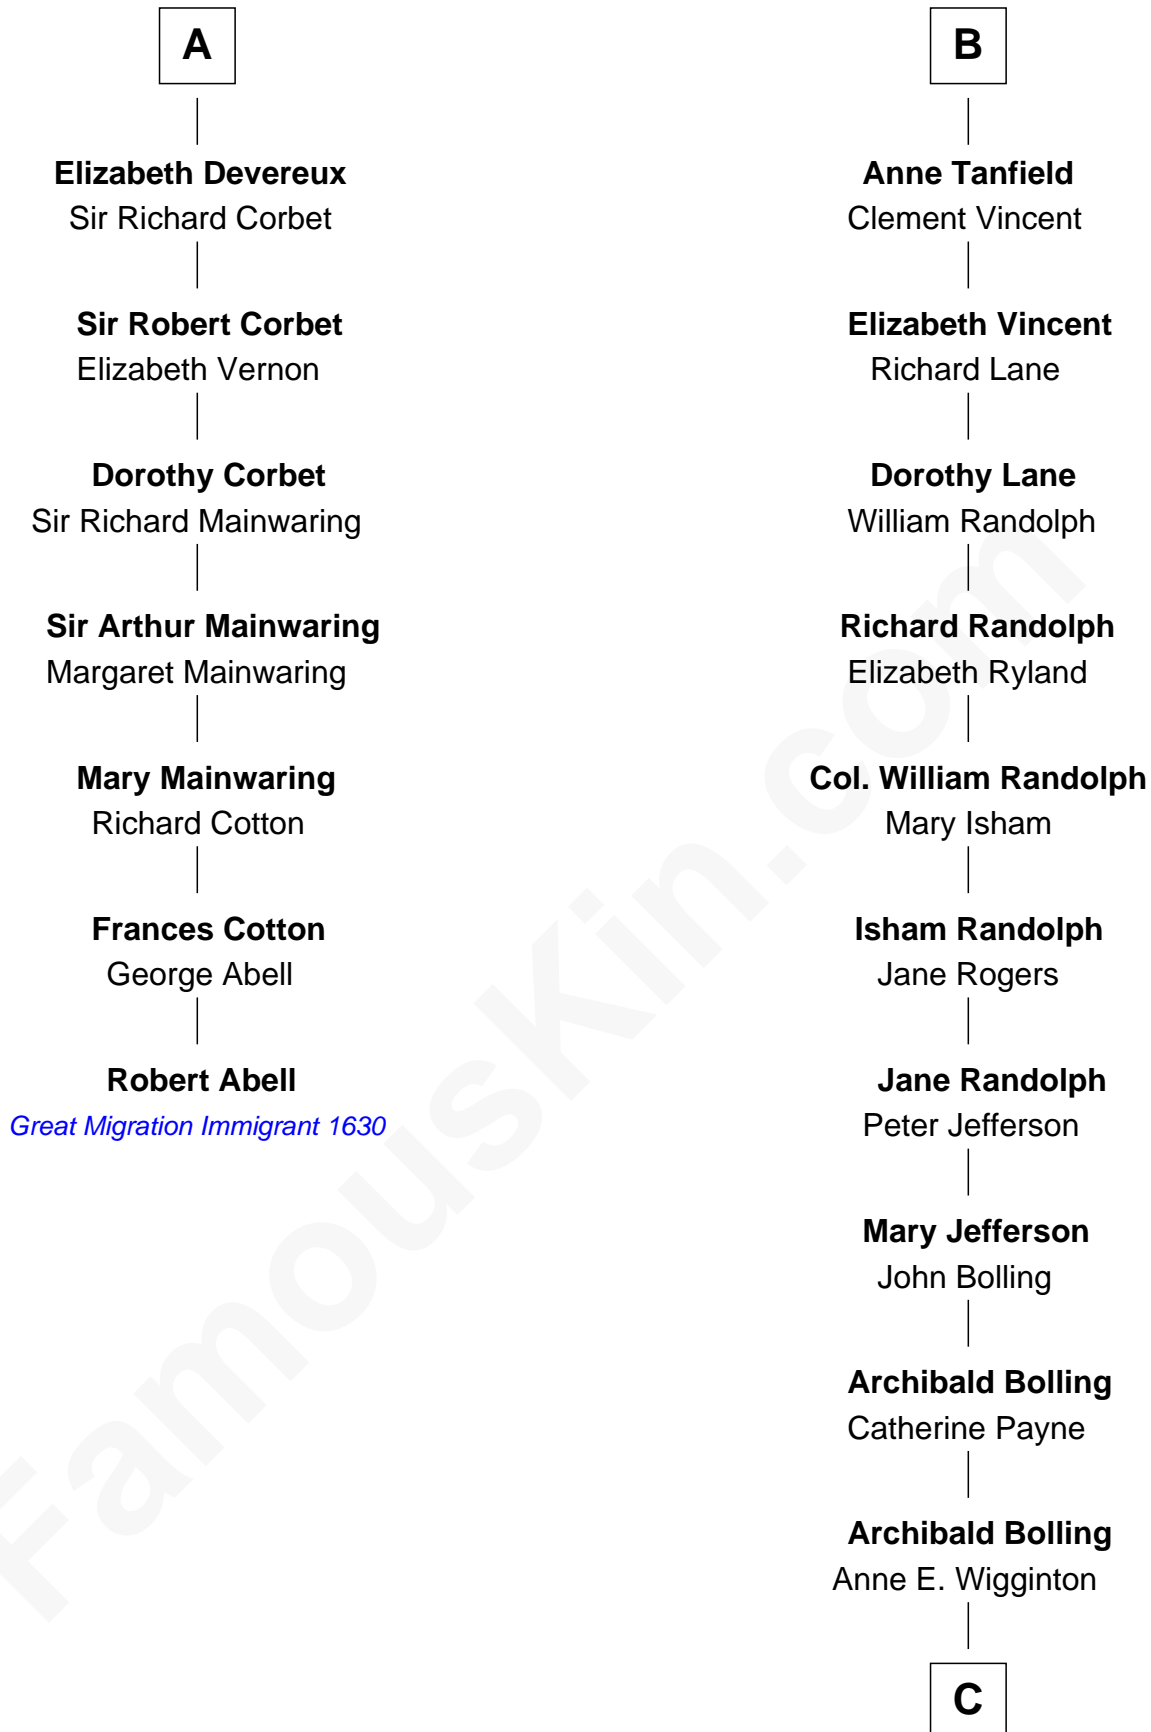 A
Elizabeth Devereux
Sir Richard Corbet
Sir Robert Corbet
Elizabeth Vernon
Dorothy Corbet
Sir Richard Mainwaring
Sir Arthur Mainwaring
Margaret Mainwaring
Mary Mainwaring
Richard Cotton
Frances Cotton
George Abell
Robert Abell
Great Migration Immigrant 1630
B
Anne Tanfield
Clement Vincent
Elizabeth Vincent
Richard Lane
Dorothy Lane
William Randolph
Richard Randolph
Elizabeth Ryland
Col. William Randolph
Mary Isham
Isham Randolph
Jane Rogers
Jane Randolph
Peter Jefferson
Mary Jefferson
John Bolling
Archibald Bolling
Catherine Payne
Archibald Bolling
Anne E. Wigginton
C
FamousKin.com